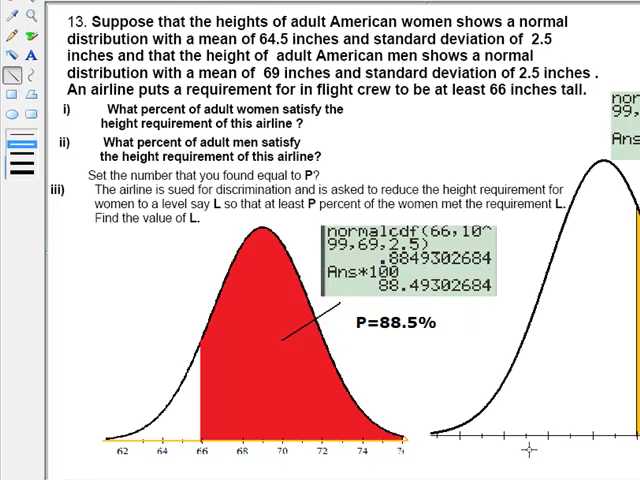 13. Suppose that the heights of adult American women shows a normal
distribution with a mean of 64.5 inches and standard deviation of 2.5
inches and that the height of adult American men shows a normal
distribution with a mean of 69 inches and standard deviation of 2.5 inches .
An airline puts a requirement for in flight crew to be at least 66 inches tall.
i) What percent of adult women satisfy the
height requirement of this airline ?
ii) What percent of adult men satisfy
the height requirement of this airline?
Set the number that you found equal to P?
iii) The airline is sued for discrimination and is asked to reduce the height requirement for
women to a level say L so that at least P percent of the women met the requirement L.
Find the value of L.
normalcdf(66,10^
99,69,2.5)
.8849302684
Ans*100
88.49302684
P=88.5%
62 64 66 68 70 72 74
nor
99,
Ans
A